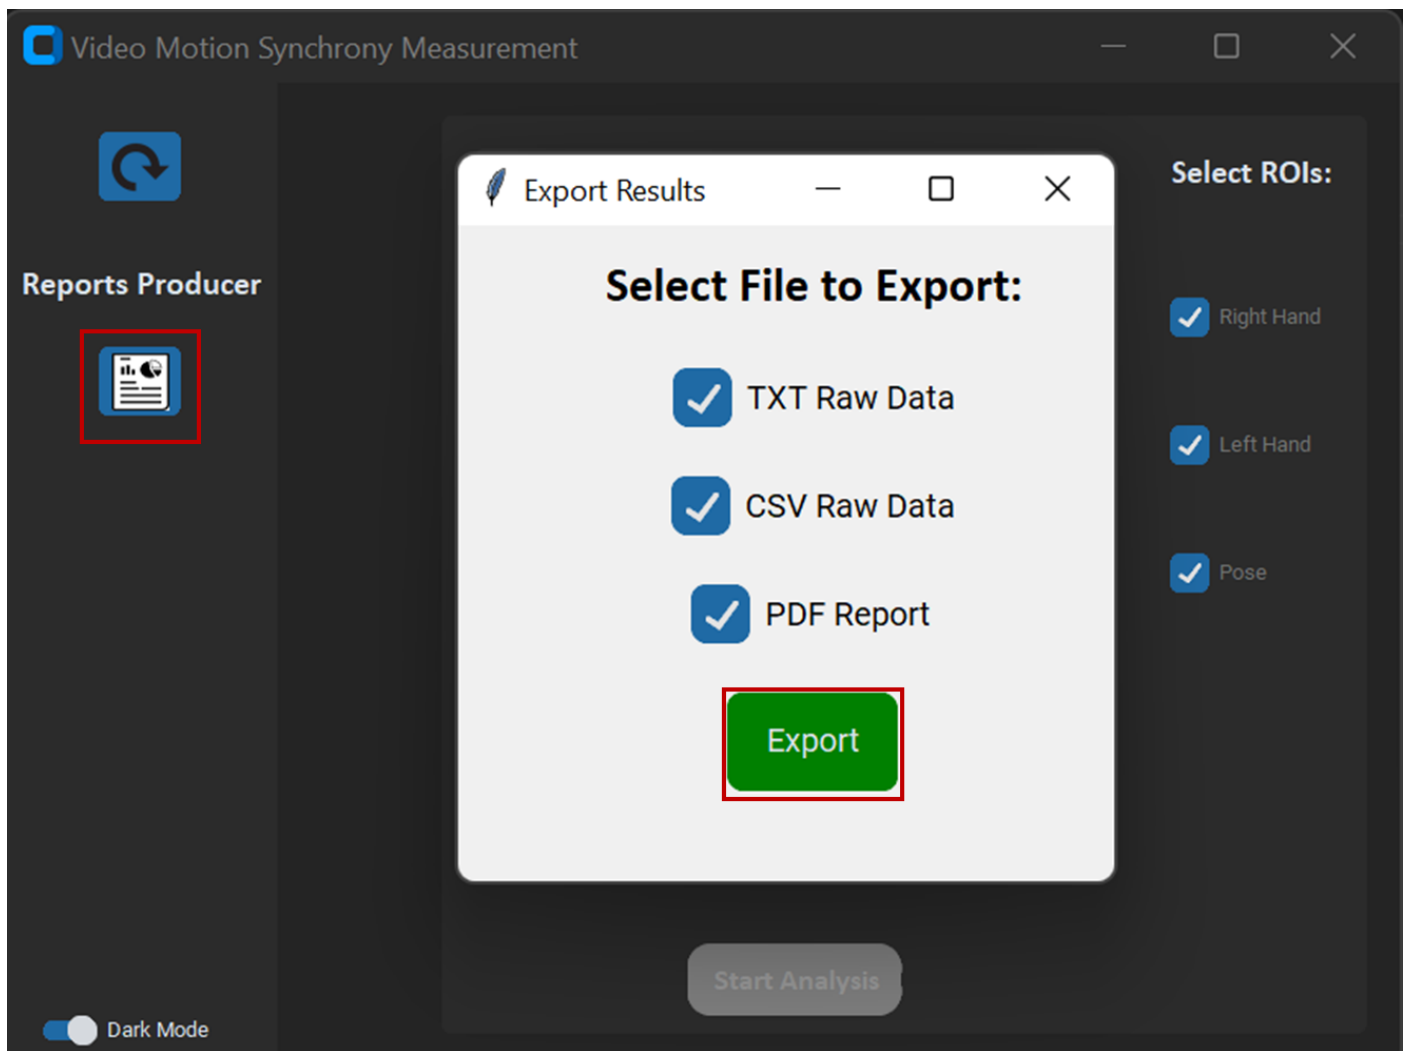 Video Motion Synchrony Measurement
Reports Producer
Dark Mode
Export Results
Select File to Export:
TXT Raw Data
CSV Raw Data
PDF Report
Export
Select ROIs:
Right Hand
Left Hand
Pose
Start Analysis